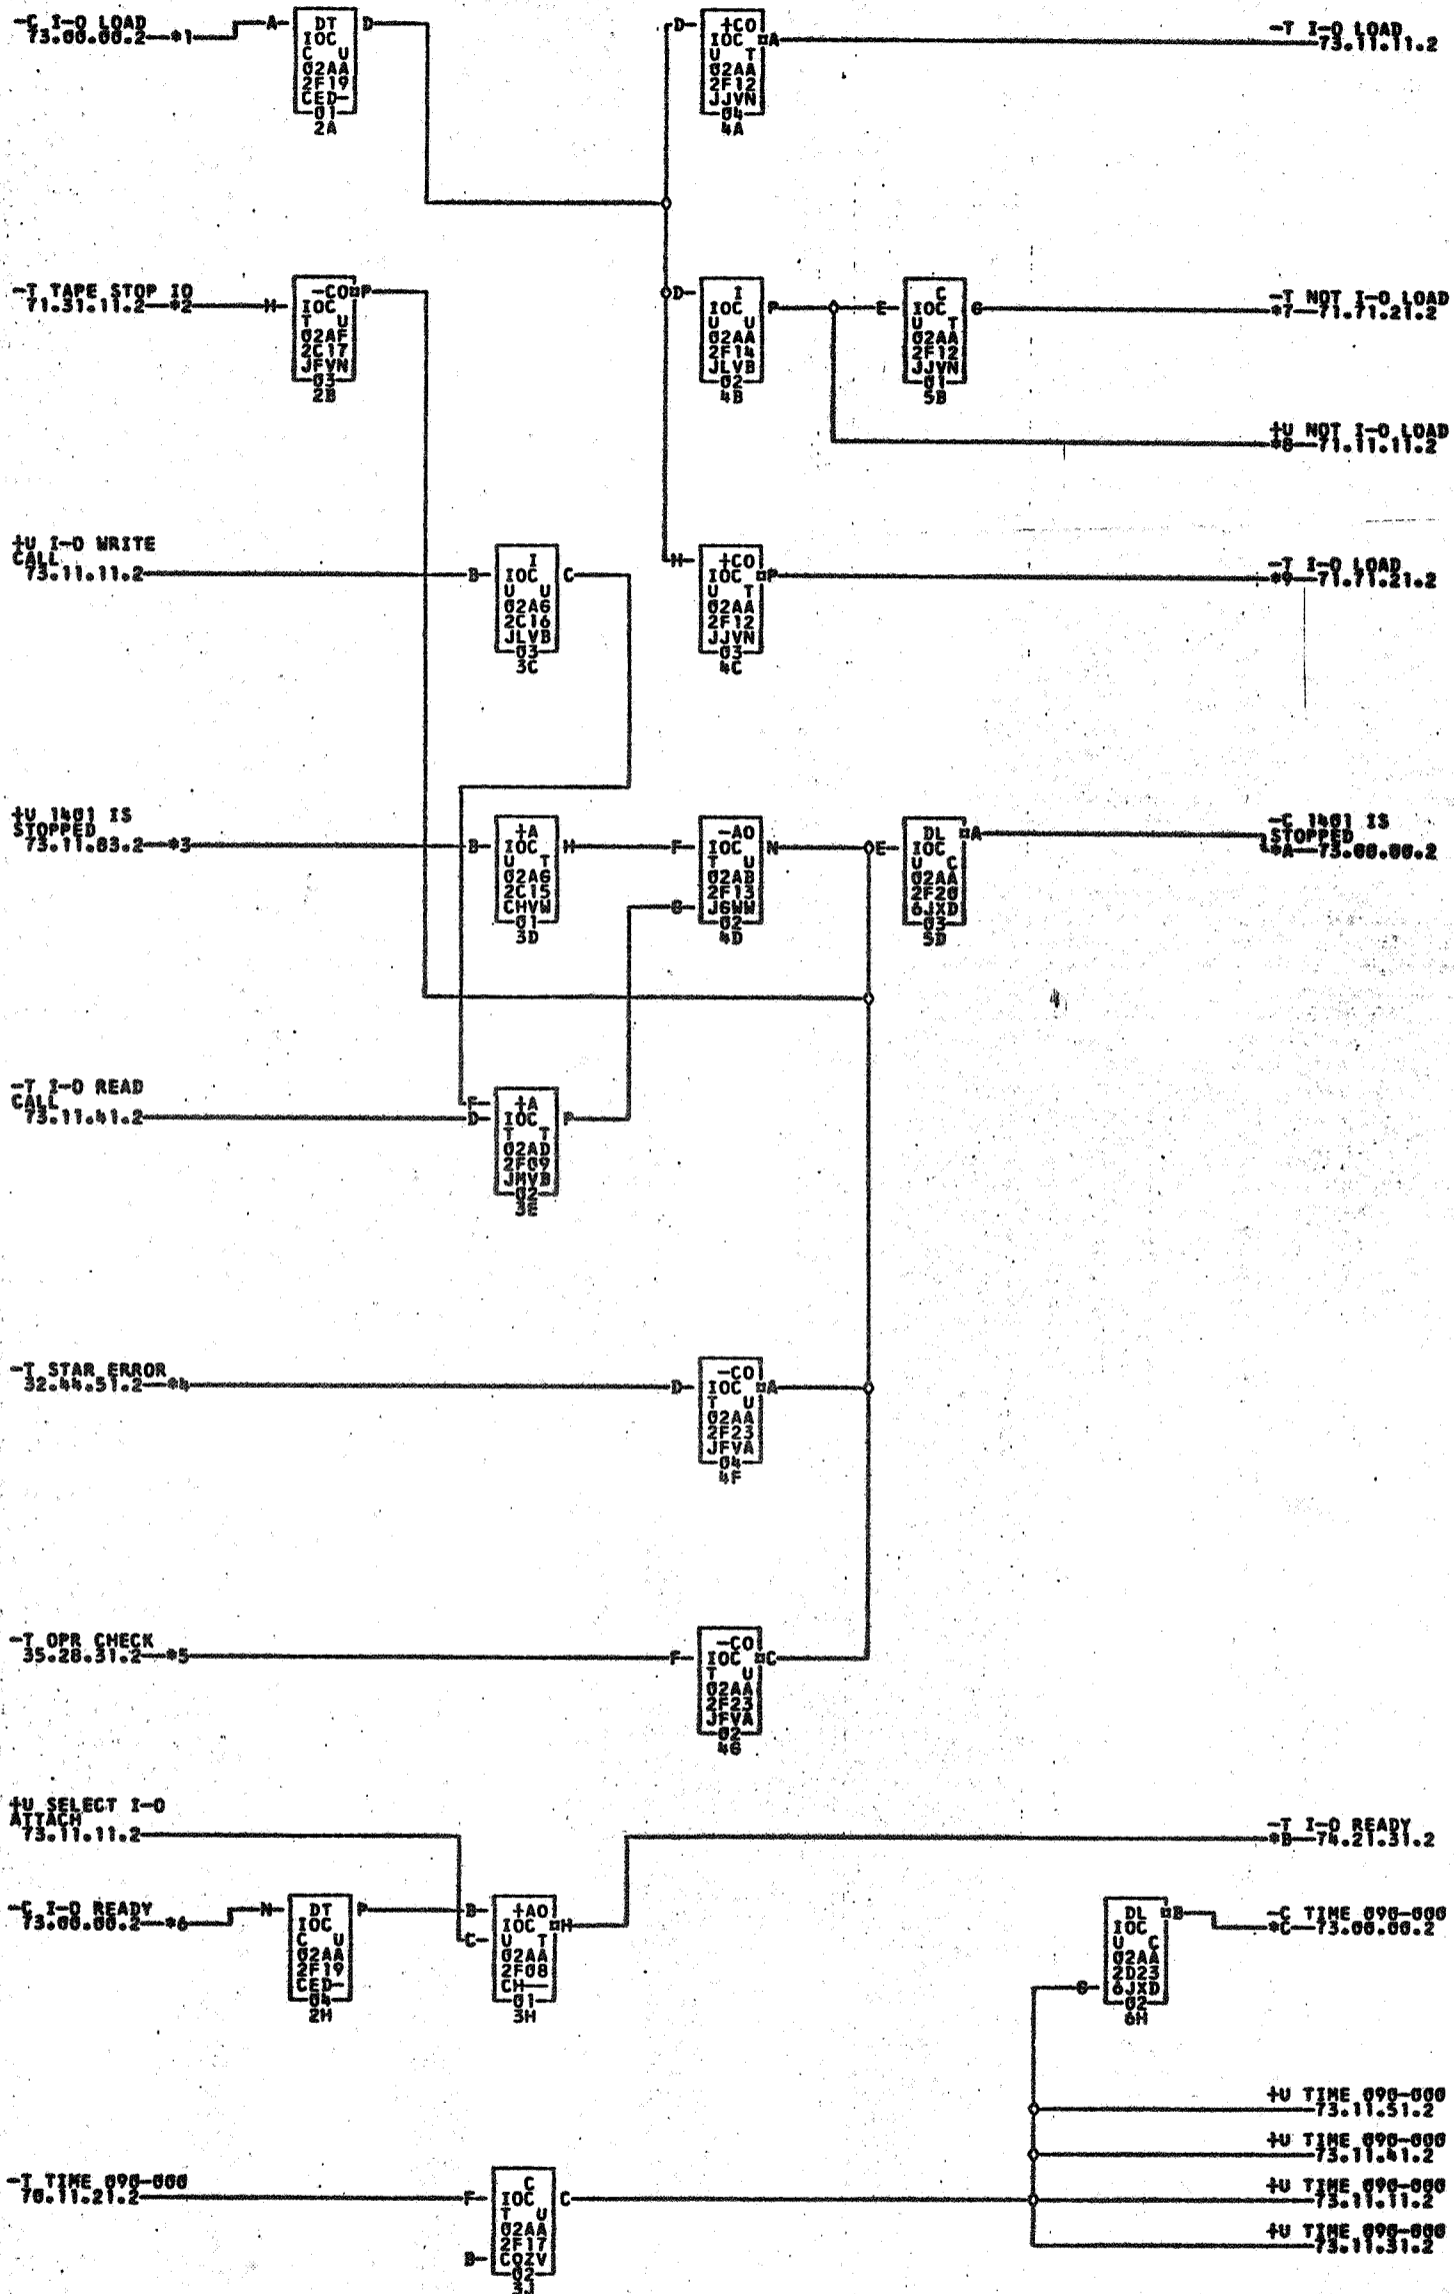 -C I-O LOAD
73.00.00.2—*1
A
DT
IOC
C U
02AA
2F19
CED-
01
2A
D
D
+CO
IOC
U T
02AA
2F12
JJVN
04
4A
A
-T I-O LOAD
73.11.11.2
-T TAPE STOP IO
71.31.11.2—*2
H
-CO
IOC
T U
02AF
2C17
JFVN
03
2B
P
D
I
IOC
U U
02AA
2F14
JLVB
02
4B
P
E
C
IOC
U T
02AA
2F12
JJVN
01
5B
G
-T NOT I-O LOAD
*7—71.71.21.2
+U NOT I-O LOAD
*8—71.11.11.2
+U I-O WRITE
CALL
73.11.11.2
B
I
IOC
U U
02A6
2C16
JLVB
03
3C
C
H
+CO
IOC
U T
02AA
2F12
JJVN
03
4C
P
-T I-O LOAD
*9—71.71.21.2
+U 1401 IS
STOPPED
73.11.03.2—*3
B
+A
IOC
U T
02A6
2C15
CHVW
01
3D
H
F
G
-AO
IOC
T U
02AB
2F13
JGWW
02
4D
N
E
DL
IOC
U C
02AA
2F20
6JXD
03
5D
A
-C 1401 IS
STOPPED
*A—73.00.00.2
-T I-O READ
CALL
73.11.41.2
F
D
+A
IOC
T T
02AD
2F09
JMVB
02
3E
P
-T STAR ERROR
32.44.51.2—*4
D
-CO
IOC
T U
02AA
2F23
JFVA
04
4F
A
-T OPR CHECK
35.28.31.2—*5
F
-CO
IOC
T U
02AA
2F23
JFVA
02
4G
C
+U SELECT I-O
ATTACH
73.11.11.2
-T I-O READY
*B—74.21.31.2
-C I-O READY
73.00.00.2—*6
N
DT
IOC
C U
02AA
2F19
CED-
04
2H
P
B
C
+AO
IOC
U T
02AA
2F08
CH--
01
3H
H
G
DL
IOC
U C
02AA
2D23
6JXD
02
6H
B
-C TIME 090-000
*C—73.00.00.2
+U TIME 090-000
73.11.51.2
+U TIME 090-000
73.11.41.2
-T TIME 090-000
70.11.21.2
F
B
C
IOC
T U
02AA
2F17
CQZV
02
3J
C
+U TIME 090-000
73.11.11.2
+U TIME 090-000
73.11.31.2